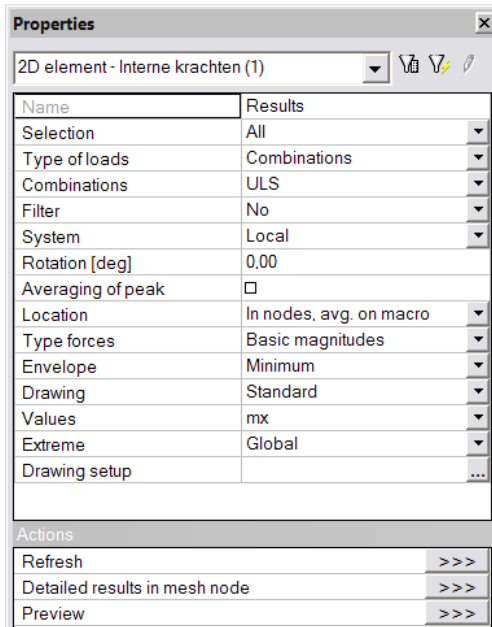 Properties
2D element - Interne krachten (1)
Name Results
Selection All
Type of loads Combinations
Combinations ULS
Filter No
System Local
Rotation [deg] 0,00
Averaging of peak
Location In nodes, avg. on macro
Type forces Basic magnitudes
Envelope Minimum
Drawing Standard
Values mx
Extreme Global
Drawing setup ...
Actions
Refresh >>>
Detailed results in mesh node >>>
Preview >>>